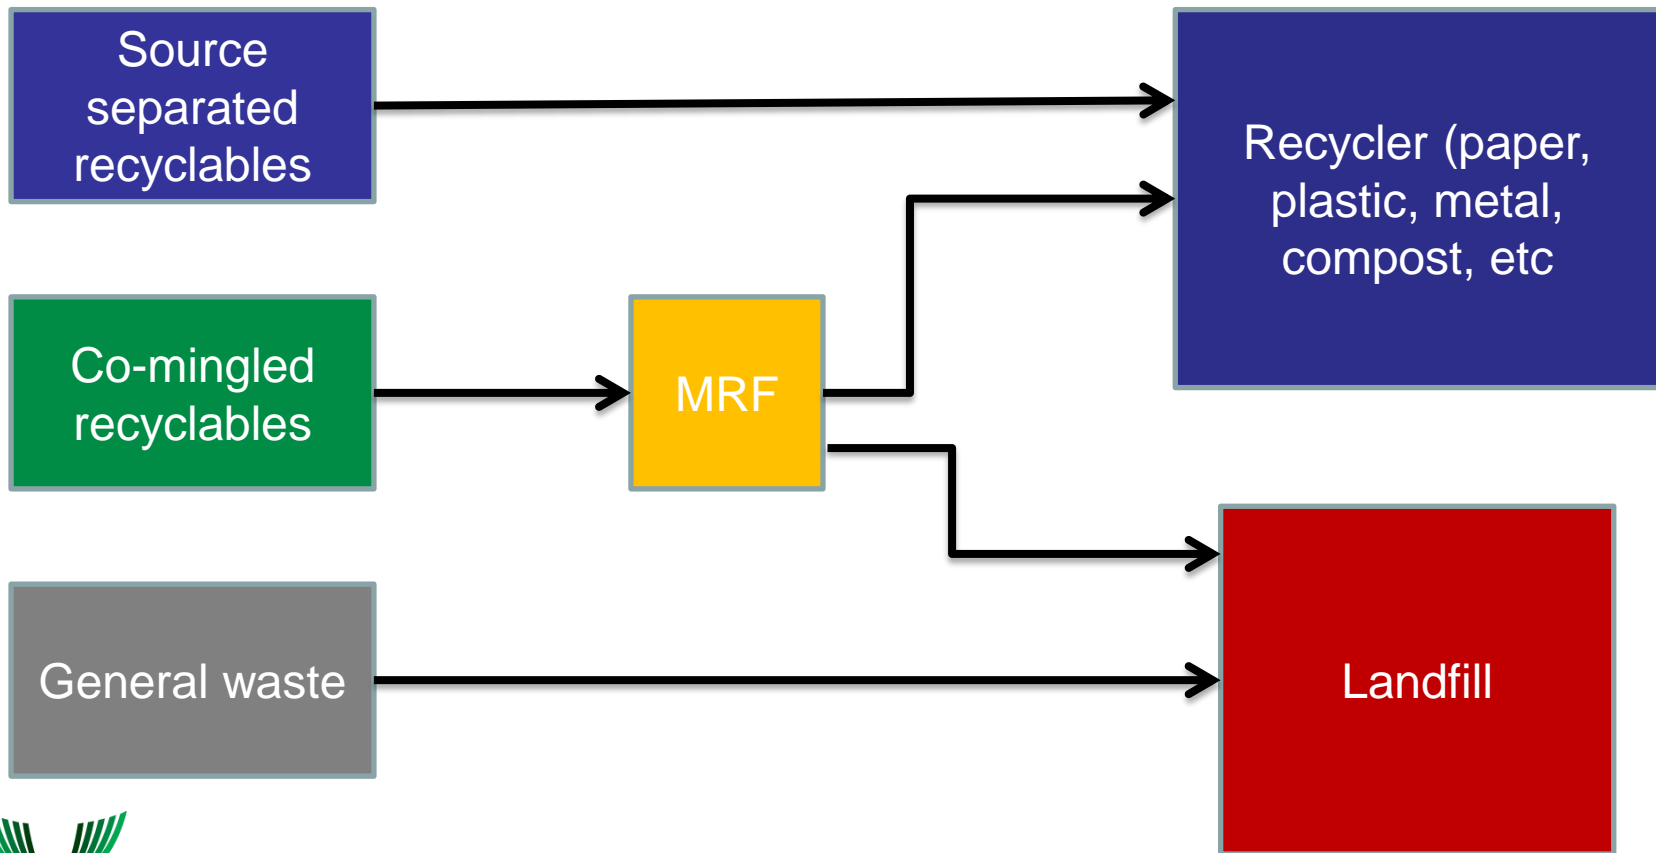 Source
separated
recyclables
Recycler (paper,
plastic, metal,
compost, etc
Co-mingled
recyclables
MRF
General waste
Landfill